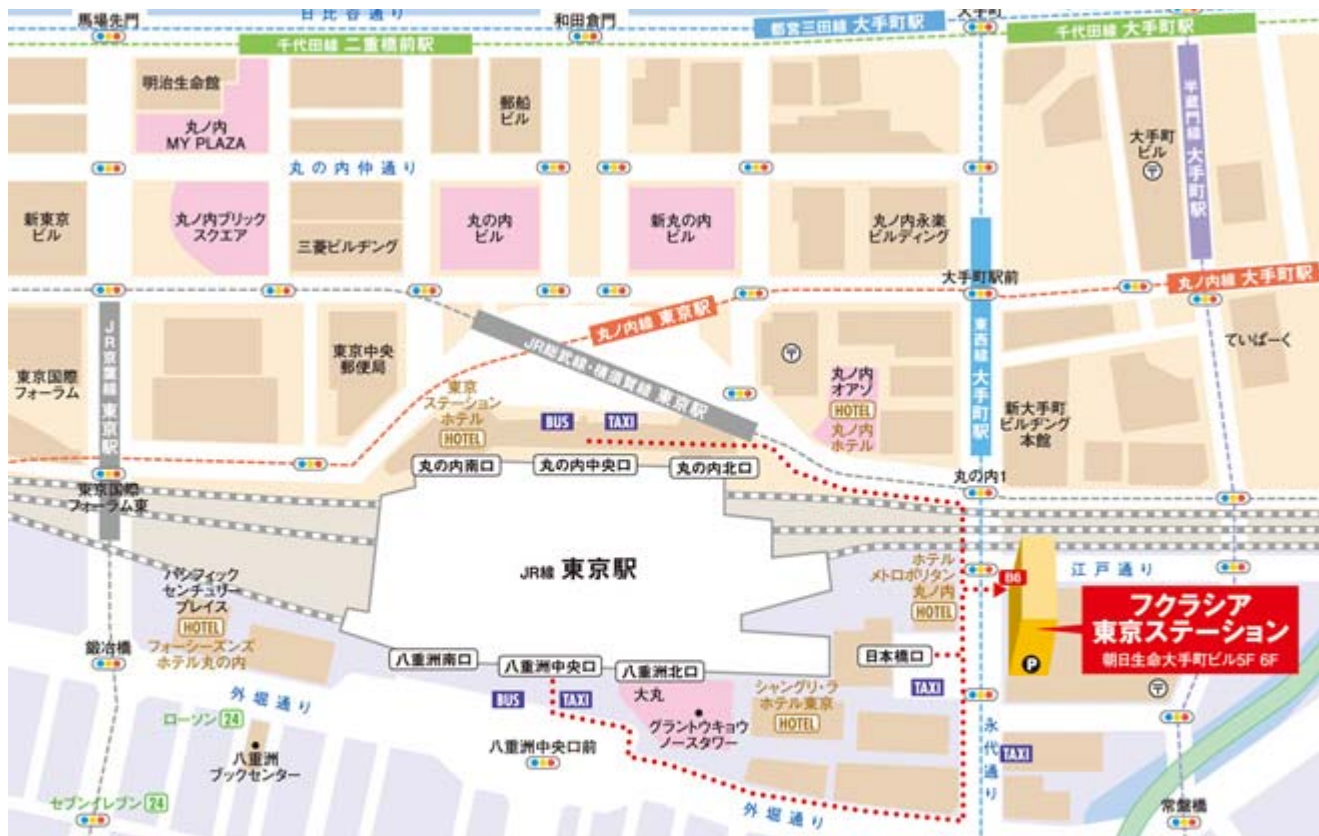 日比谷通り
馬場先門
和田倉門
大手町
都営三田線 大手町駅
千代田線 二重橋前駅
千代田線 大手町駅
明治生命館
丸ノ内
MY PLAZA
郵船
ビル
大手町
ビル
半蔵門線 大手町駅
丸の内仲通り
新東京
ビル
丸ノ内ブリック
スクエア
三菱ビルヂング
丸の内
ビル
新丸の内
ビル
丸ノ内永楽
ビルディング
大手町駅前
丸ノ内線 大手町駅
JR京葉線 東京駅
東京国際
フォーラム
東京中央
郵便局
丸ノ内線 東京駅
JR総武線・横須賀線 東京駅
東西線 大手町駅
ていぱーく
東京
ステーション
ホテル
HOTEL
BUS
TAXI
丸ノ内
オアゾ
HOTEL
丸ノ内
ホテル
新大手町
ビルヂング
本館
丸の内南口
丸の内中央口
丸の内北口
丸の内1
東京国際
フォーラム東
JR線 東京駅
ホテル
メトロポリタン
丸ノ内
HOTEL
B6
江戸通り
フクラシア
東京ステーション
朝日生命大手町ビル5F 6F
P
パシフィック
センチュリー
プレイス
HOTEL
フォーシーズンズ
ホテル丸の内
鍛冶橋
八重洲南口
八重洲中央口
八重洲北口
日本橋口
TAXI
BUS
TAXI
大丸
グラントウキョウ
ノースタワー
シャングリ・ラ
ホテル東京
HOTEL
外堀通り
ローソン 24
八重洲
ブックセンター
八重洲中央口前
永代通り
TAXI
セブンイレブン 24
外堀通り
常盤橋